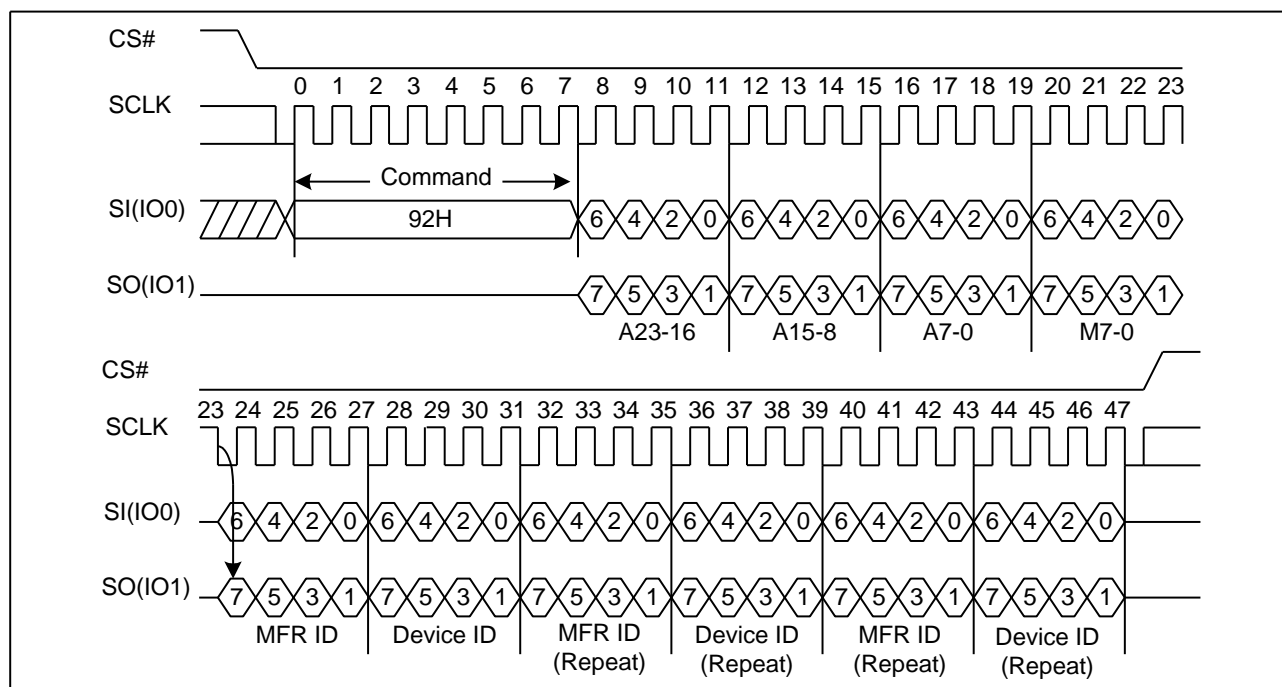 CS#
0 1 2 3 4 5 6 7 8 9 10 11 12 13 14 15 16 17 18 19 20 21 22 23
SCLK
Command
SI(IO0) 92H 6 4 2 0 6 4 2 0 6 4 2 0 6 4 2 0
SO(IO1) 7 5 3 1 7 5 3 1 7 5 3 1 7 5 3 1
A23-16 A15-8 A7-0 M7-0
CS#
23 24 25 26 27 28 29 30 31 32 33 34 35 36 37 38 39 40 41 42 43 44 45 46 47
SCLK
SI(IO0) 6 4 2 0 6 4 2 0 6 4 2 0 6 4 2 0 6 4 2 0 6 4 2 0
SO(IO1) 7 5 3 1 7 5 3 1 7 5 3 1 7 5 3 1 7 5 3 1 7 5 3 1
MFR ID Device ID MFR ID Device ID MFR ID Device ID
(Repeat) (Repeat) (Repeat) (Repeat)